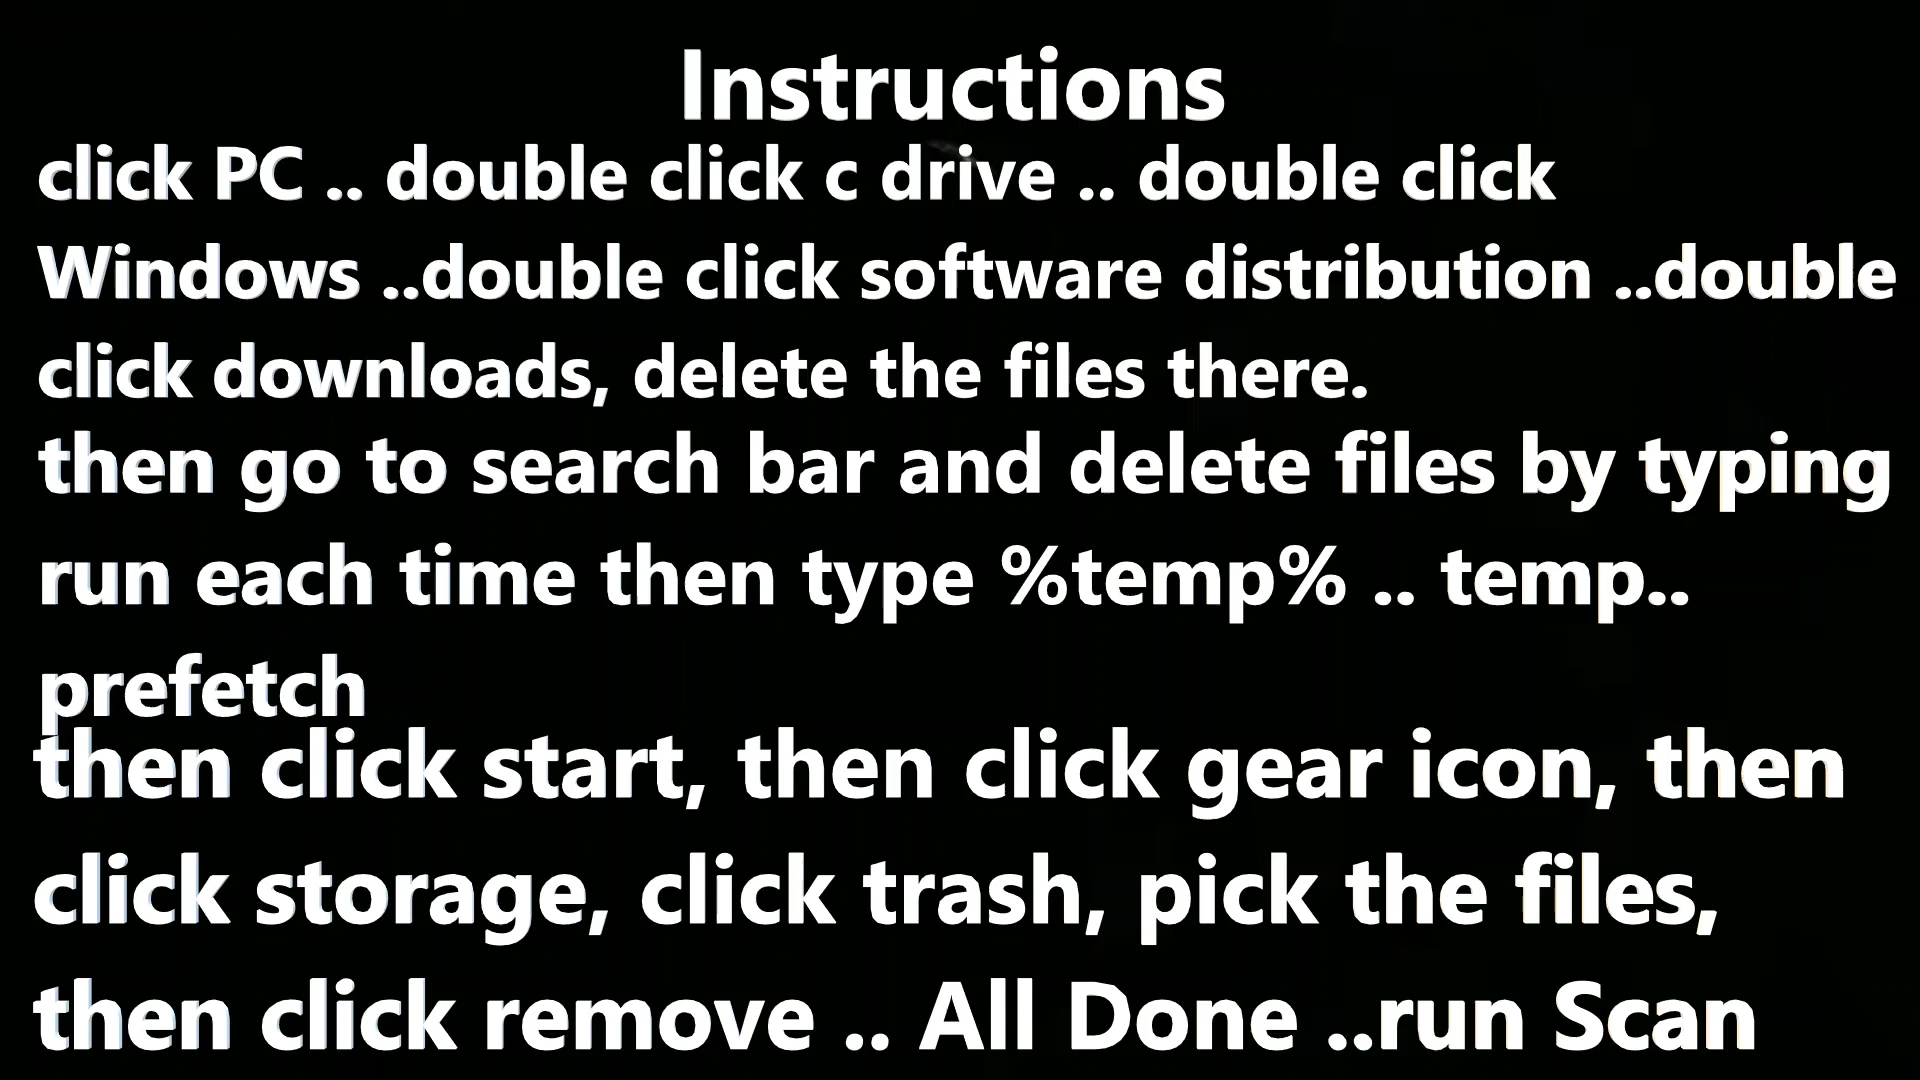 Instructions
click PC .. double click c drive .. double click
Windows ..double click software distribution ..double
click downloads, delete the files there.
then go to search bar and delete files by typing
run each time then type %temp% .. temp..
prefetch
then click start, then click gear icon, then
click storage, click trash, pick the files,
then click remove .. All Done ..run Scan